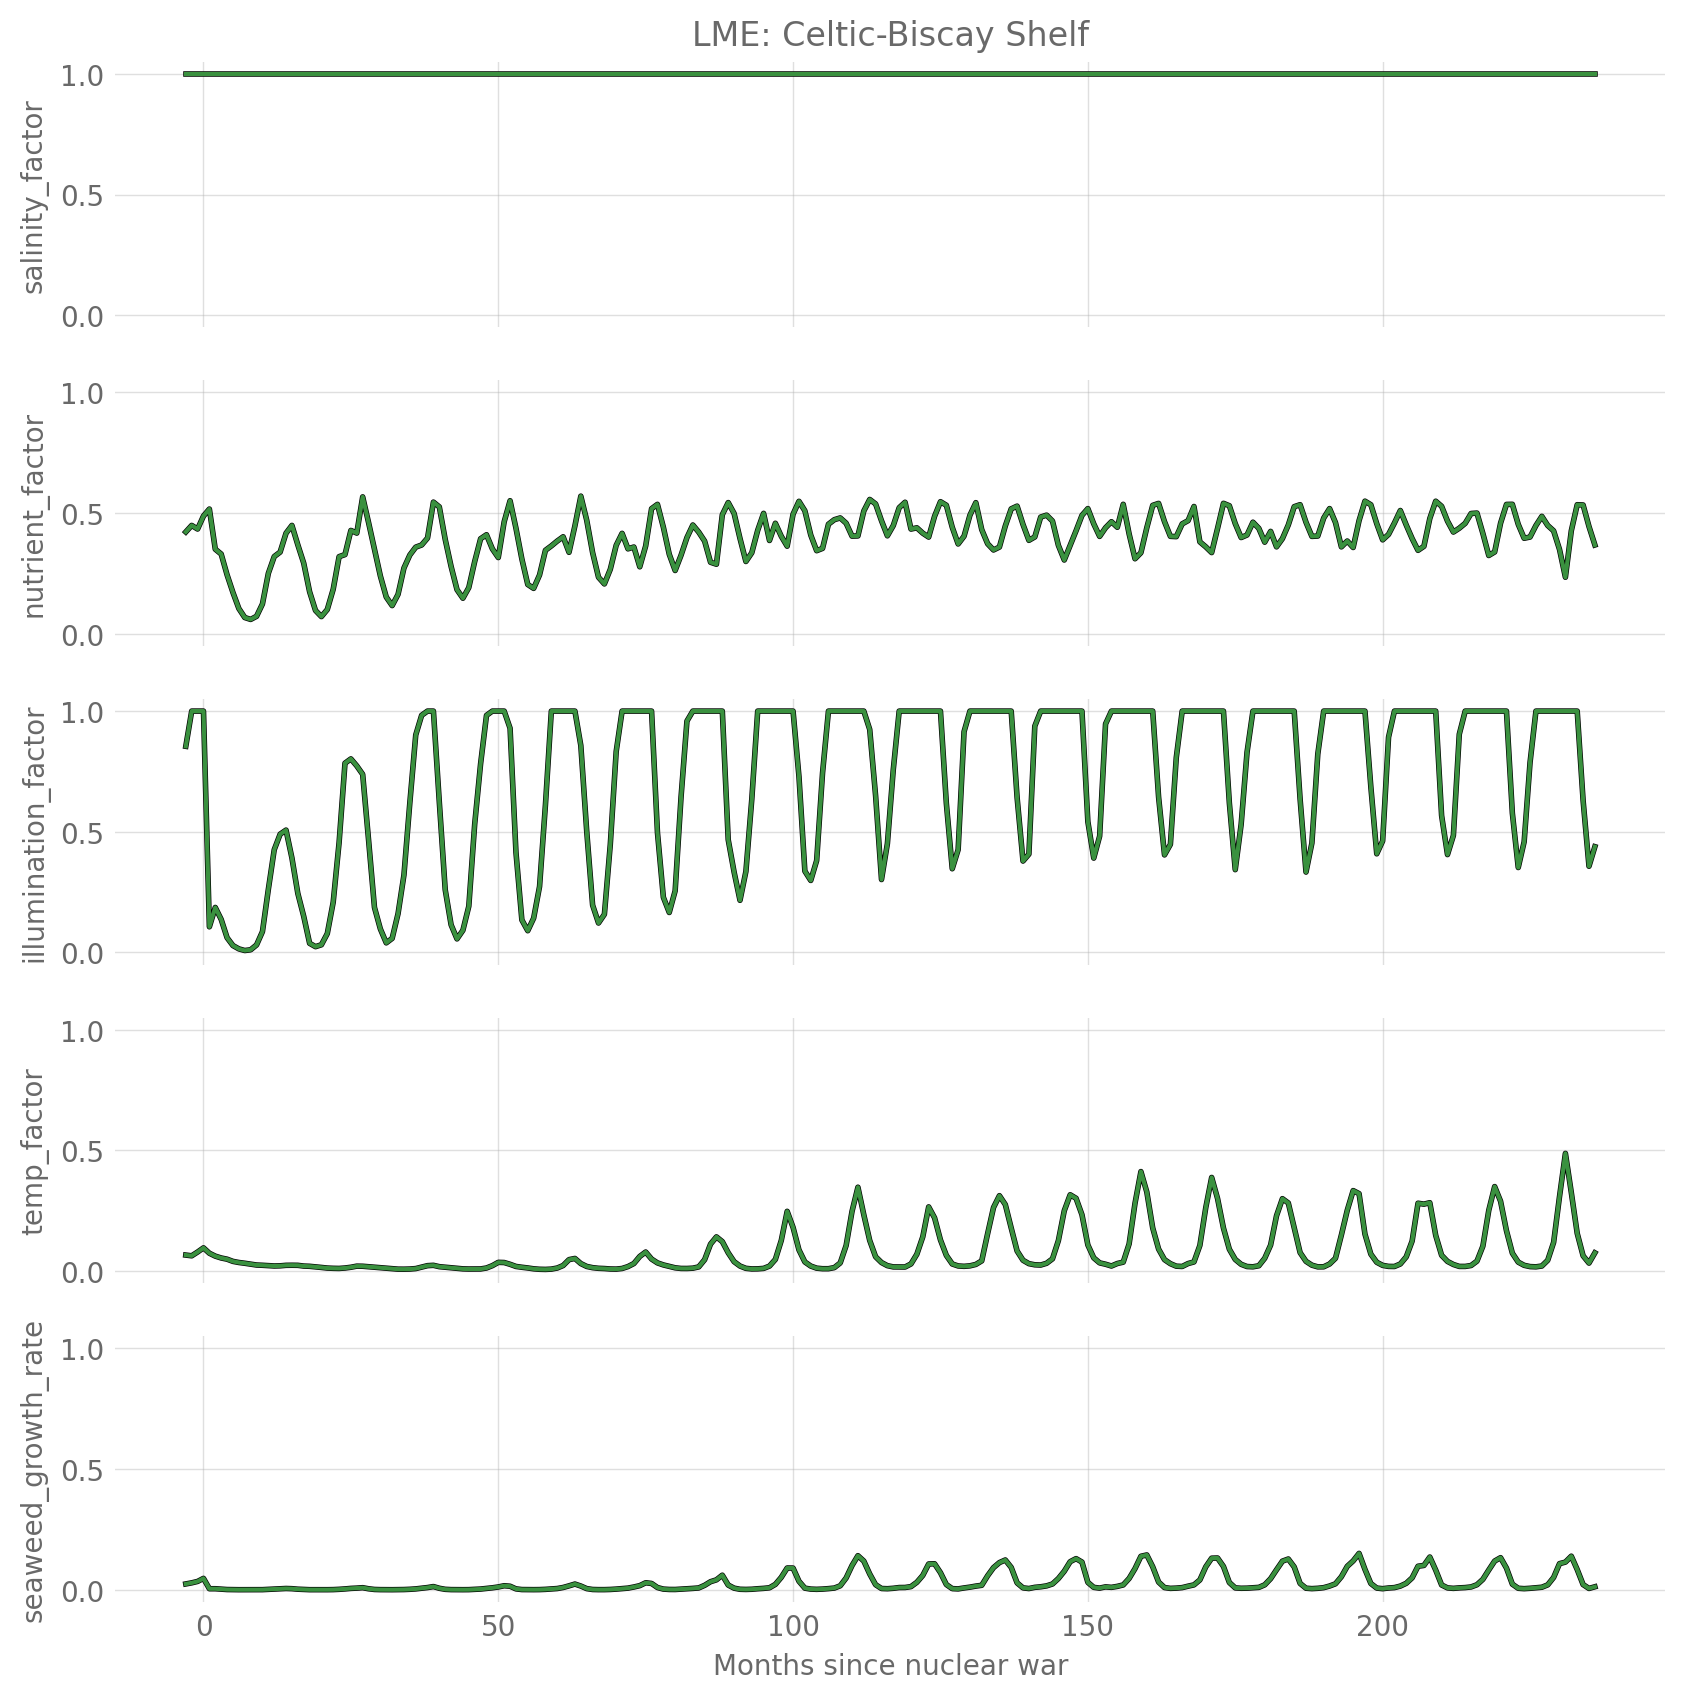 LME: Celtic-Biscay Shelf
1.0
0.5
0.0
salinity_factor
1.0
0.5
0.0
nutrient_factor
1.0
0.5
0.0
illumination_factor
1.0
0.5
0.0
temp_factor
1.0
0.5
0.0
seaweed_growth_rate
0 50 100 150 200
Months since nuclear war